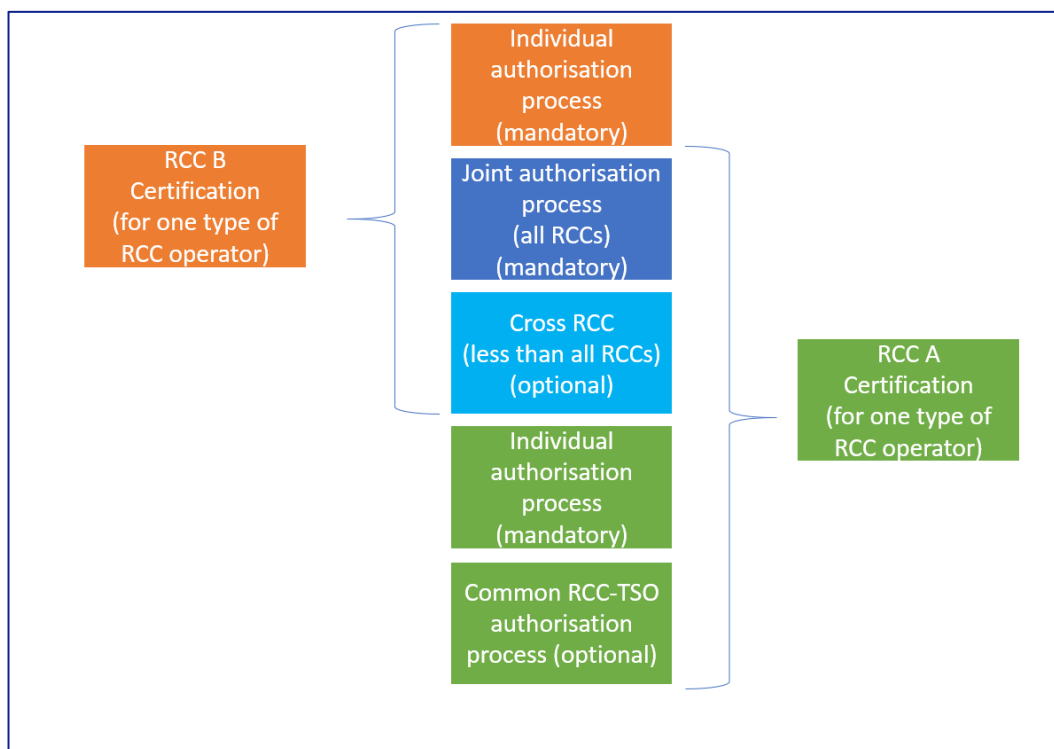 Individual
authorisation
process
(mandatory)
RCC B
Certification
(for one type of
RCC operator)
Joint authorisation
process
(all RCCs)
(mandatory)
Cross RCC
(less than all RCCs)
(optional)
RCC A
Certification
(for one type of
RCC operator)
Individual
authorisation
process
(mandatory)
Common RCC-TSO
authorisation
process (optional)